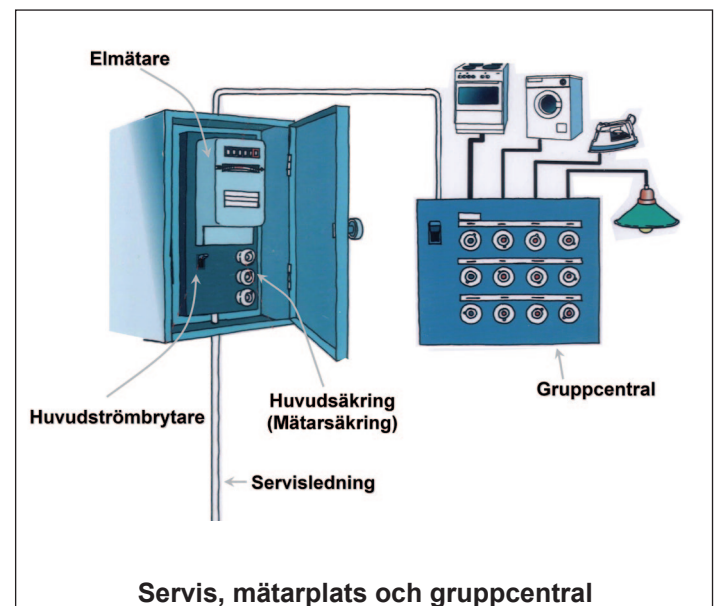 Elmätare
Huvudströmbrytare
Huvudsäkring
(Mätarsäkring)
Gruppcentral
Servisledning
Servis, mätarplats och gruppcentral